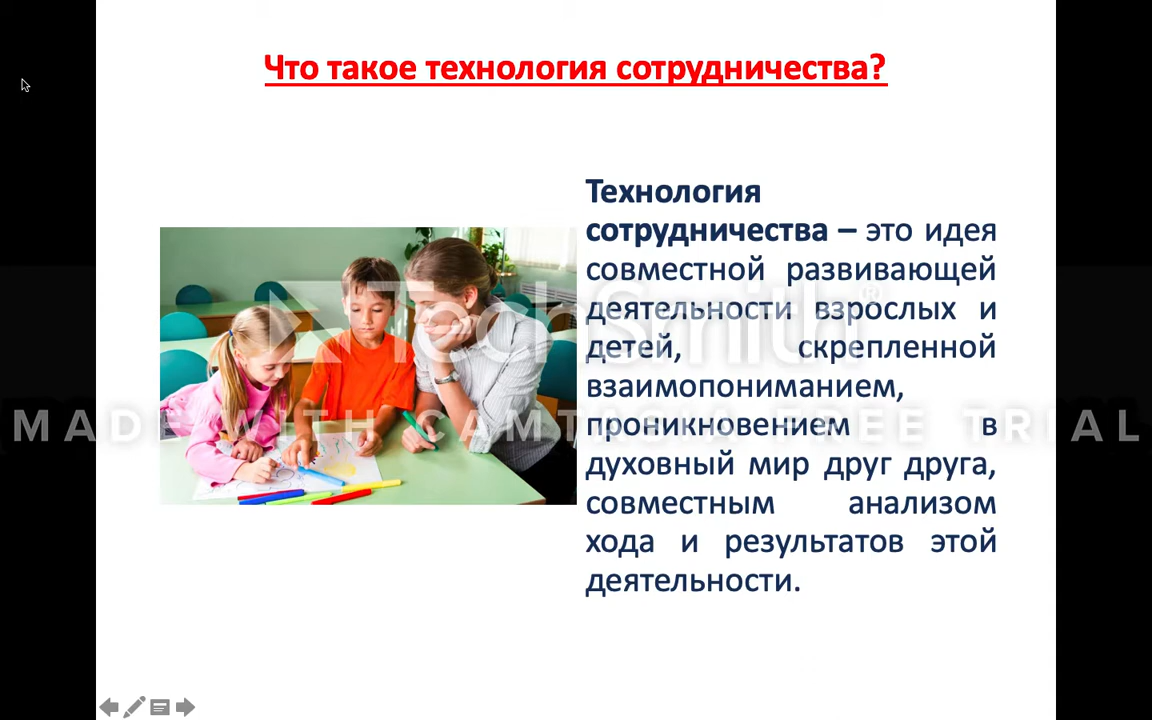 Что такое технология сотрудничества?
Технология
сотрудничества – это идея
совместной развивающей
деятельности взрослых и
детей, скрепленной
взаимопониманием,
проникновением в
духовный мир друг друга,
совместным анализом
хода и результатов этой
деятельности.
TechSmith®
MADE WITH CAMTASIA FREE TRIAL